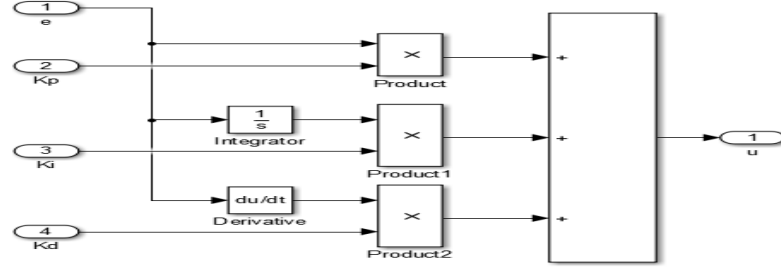 1
e
2
Kp
×
Product
+
3
Ki
1
s
Integrator
×
Product1
+
1
u
4
Kd
du/dt
Derivative
×
Product2
+